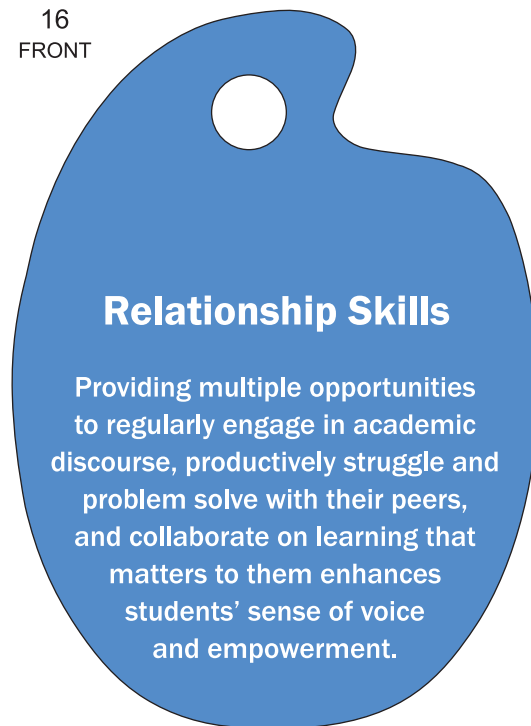 16
FRONT
Relationship Skills
Providing multiple opportunities
to regularly engage in academic
discourse, productively struggle and
problem solve with their peers,
and collaborate on learning that
matters to them enhances
students’ sense of voice
and empowerment.